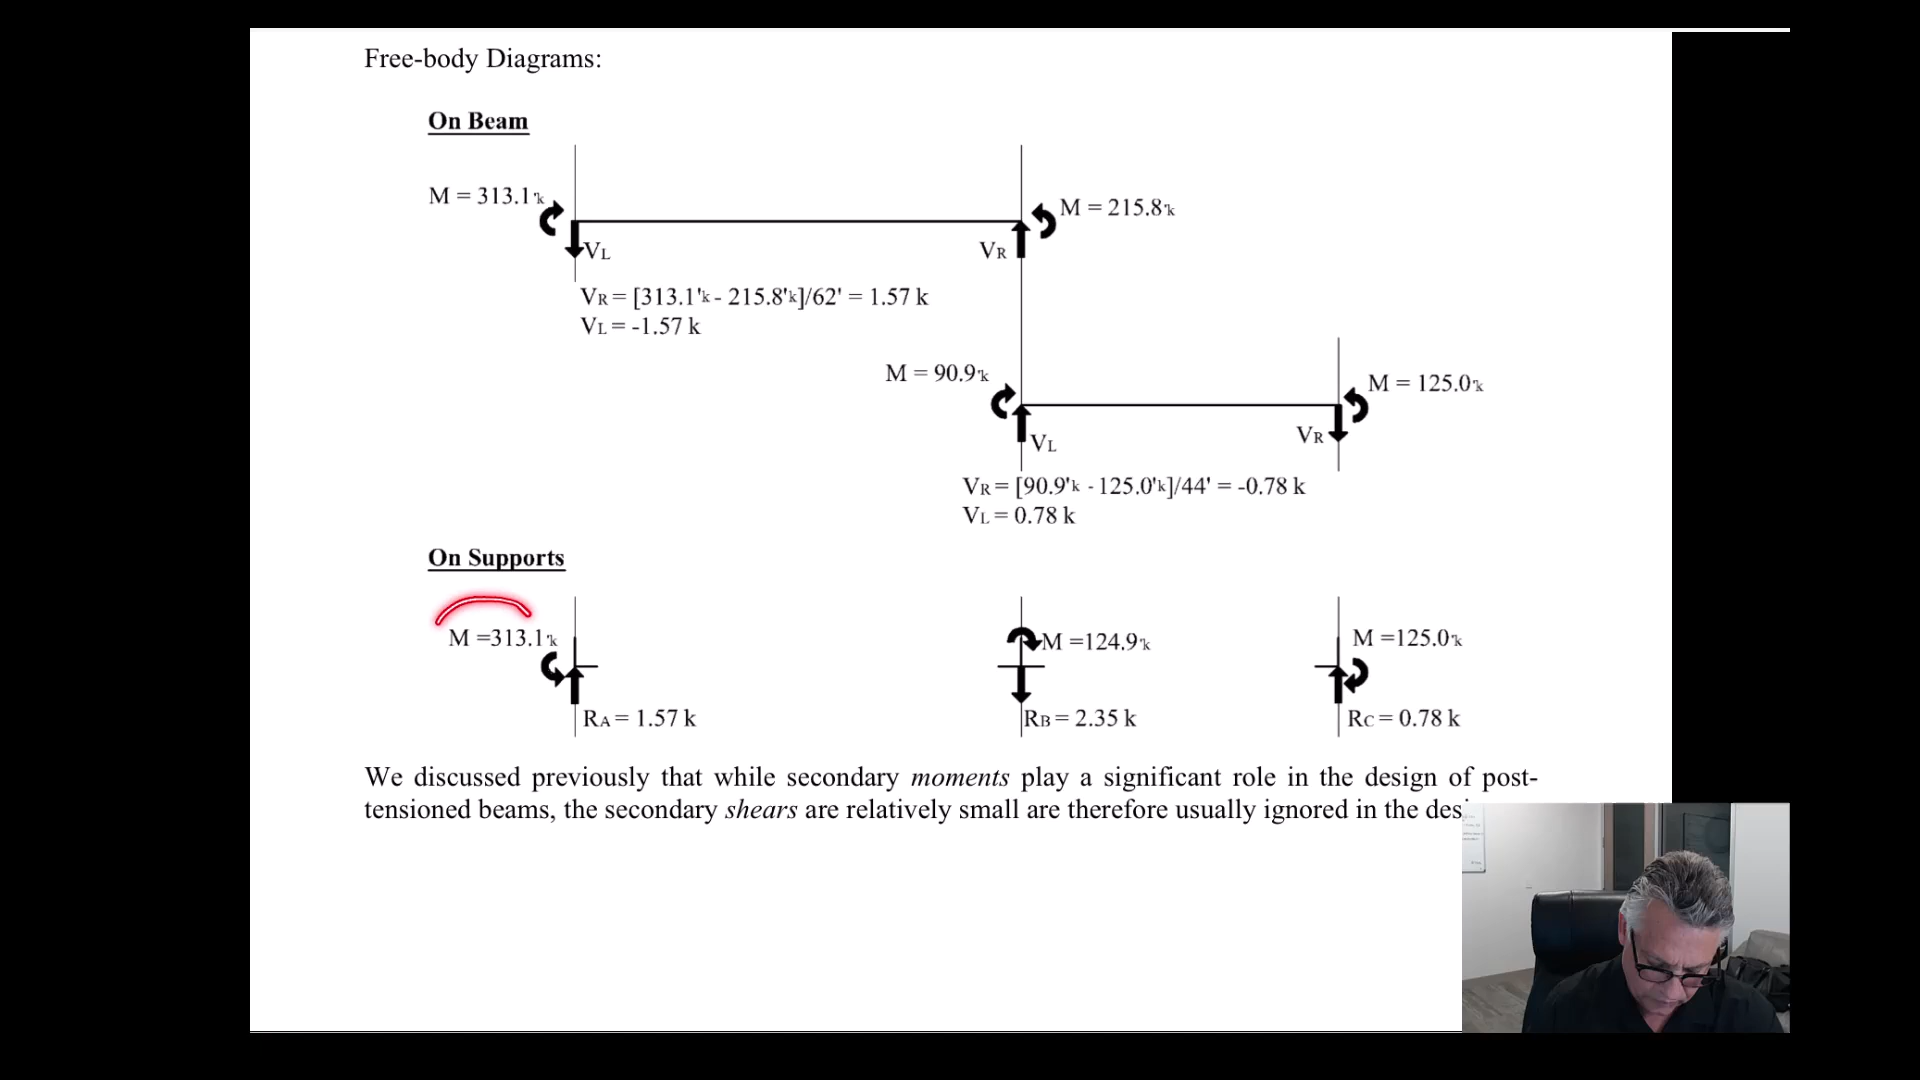 Free-body Diagrams:
On Beam
M = 313.1'k
M = 215.8'k
VL
VR
VR = [313.1'k - 215.8'k]/62' = 1.57 k
VL = -1.57 k
M = 90.9'k
M = 125.0'k
VL
VR
VR = [90.9'k - 125.0'k]/44' = -0.78 k
VL = 0.78 k
On Supports
M =313.1'k
M =124.9'k
M =125.0'k
RA = 1.57 k
RB = 2.35 k
RC = 0.78 k
We discussed previously that while secondary moments play a significant role in the design of post-
tensioned beams, the secondary shears are relatively small are therefore usually ignored in the des